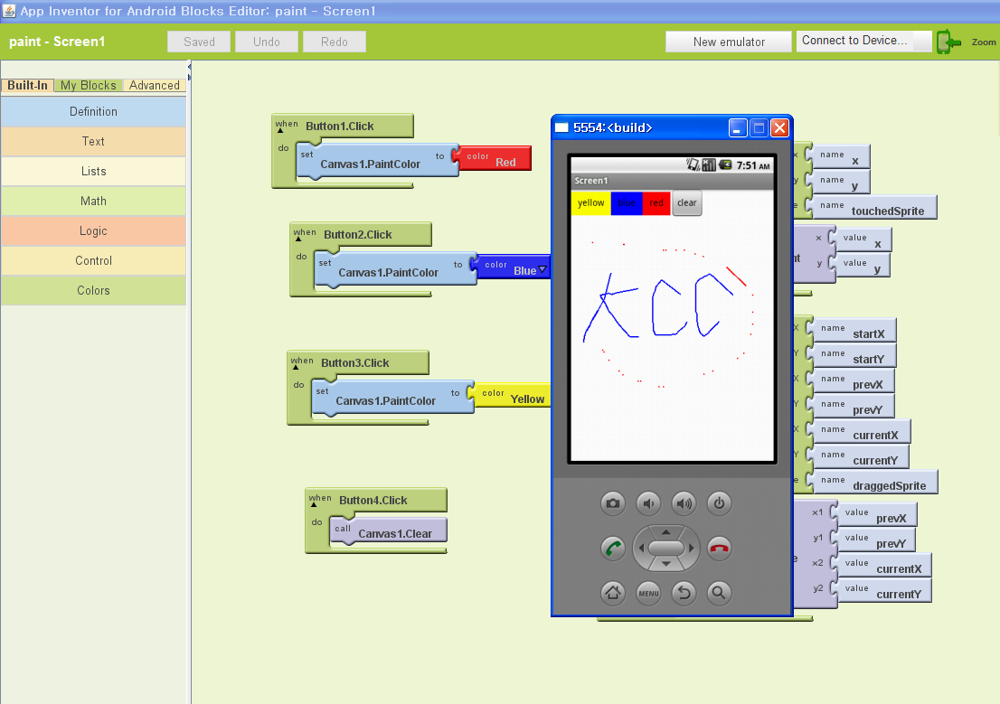 App Inventor for Android Blocks Editor: paint - Screen1
paint - Screen1
Saved
Undo
Redo
New emulator
Connect to Device...
Zoom
Built-In
My Blocks
Advanced
Definition
Text
Lists
Math
Logic
Control
Colors
when Button1.Click
do set Canvas1.PaintColor to color Red
when Button2.Click
do set Canvas1.PaintColor to color Blue
when Button3.Click
do set Canvas1.PaintColor to color Yellow
when Button4.Click
do call Canvas1.Clear
5554:<build>
7:51 AM
Screen1
yellow blue red clear
KCC
MENU
x name x
y name y
name touchedSprite
x value x
y value y
X name startX
Y name startY
X name prevX
Y name prevY
X name currentX
Y name currentY
name draggedSprite
x1 value prevX
y1 value prevY
x2 value currentX
y2 value currentY